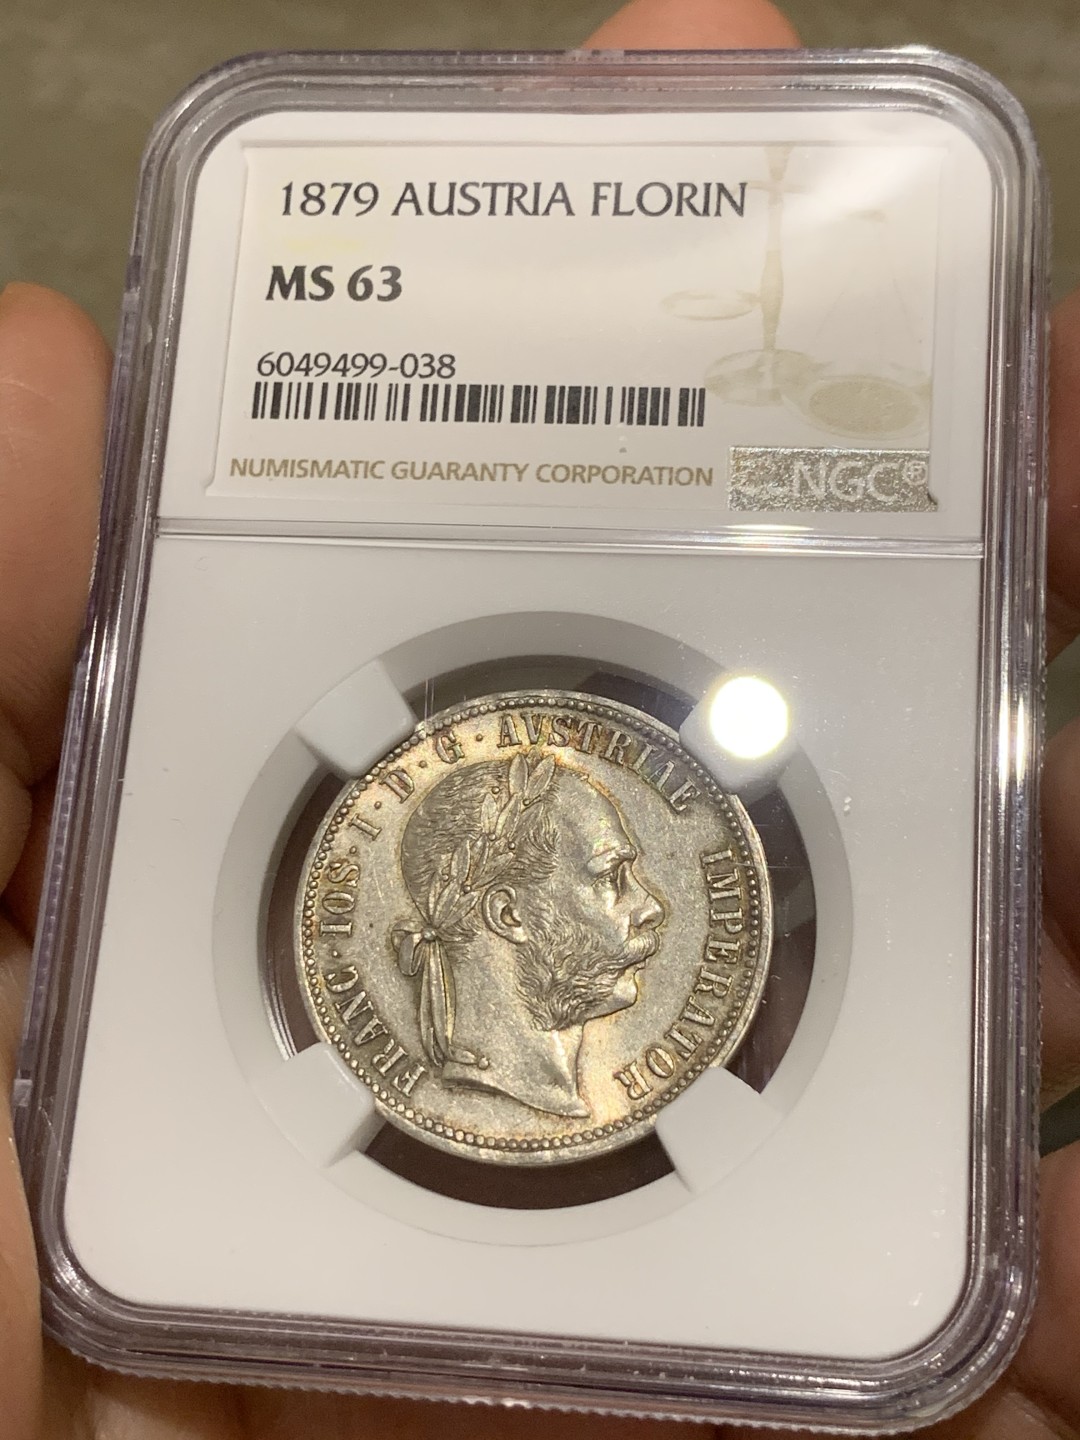 1879 AUSTRIA FLORIN
MS 63
6049499-038
NUMISMATIC GUARANTY CORPORATION
NGC®
FRANC·IOS·I·D·G·AVSTRIAE IMPERATOR